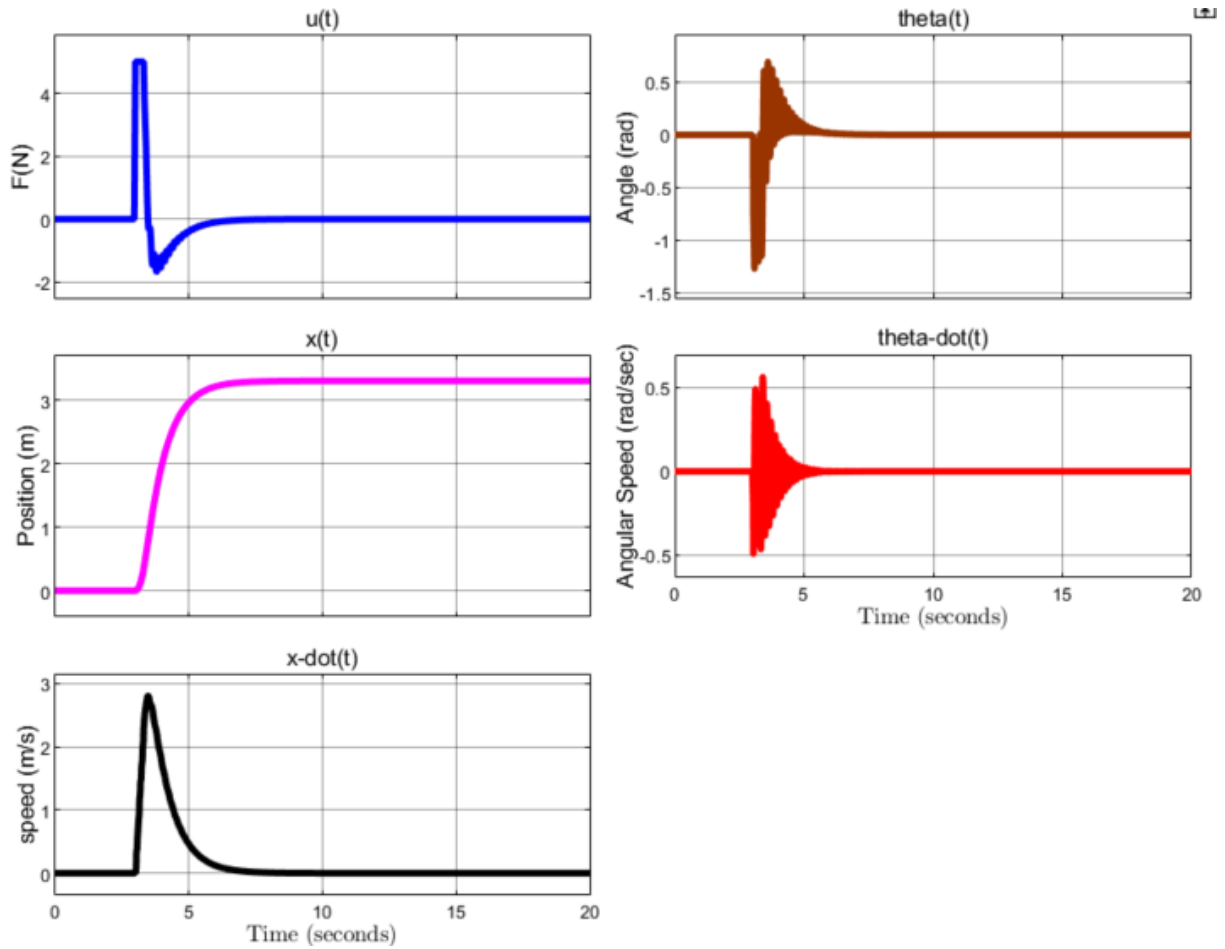 u(t)
F(N)
4
2
0
-2
theta(t)
Angle (rad)
0.5
0
-0.5
-1
-1.5
x(t)
Position (m)
3
2
1
0
theta-dot(t)
Angular Speed (rad/sec)
0.5
0
-0.5
0 5 10 15 20
Time (seconds)
x-dot(t)
speed (m/s)
3
2
1
0
0 5 10 15 20
Time (seconds)